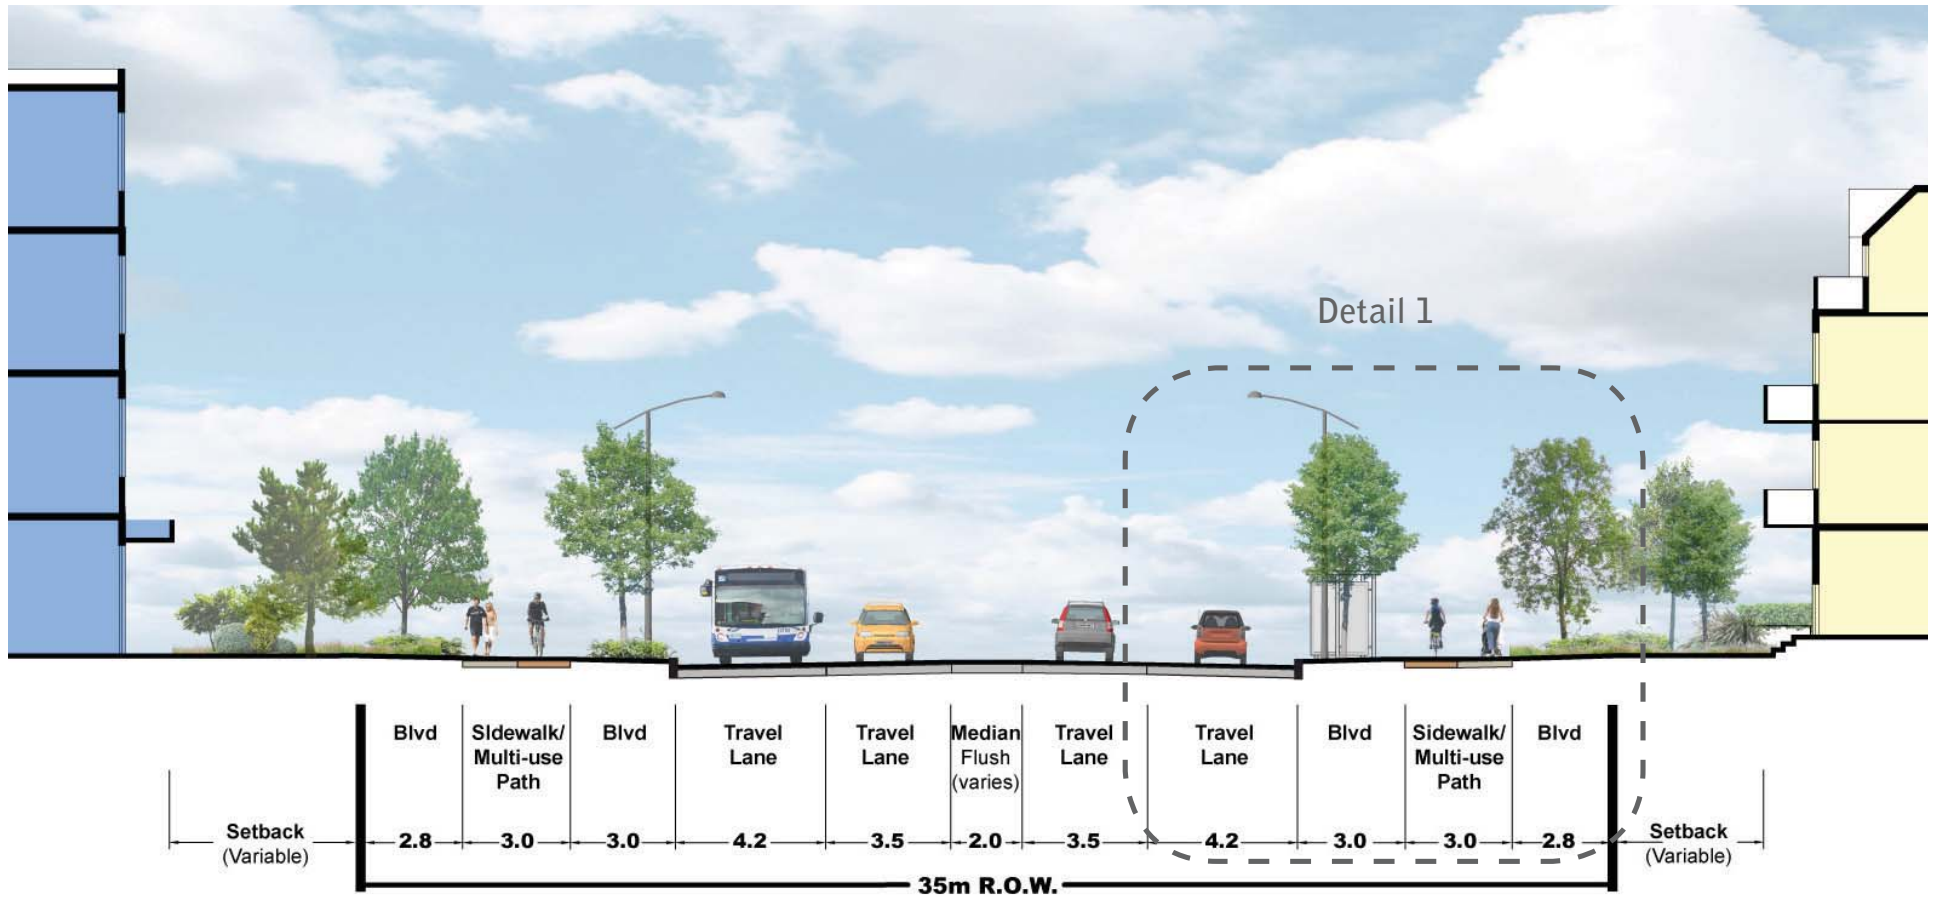 Detail 1
Blvd
SIdewalk/
Multi-use
Path
Blvd
Travel
Lane
Travel
Lane
Median
Flush
(varies)
Travel
Lane
Travel
Lane
Blvd
Sidewalk/
Multi-use
Path
Blvd
Setback
(Variable)
2.8
3.0
3.0
4.2
3.5
2.0
3.5
4.2
3.0
3.0
2.8
Setback
(Variable)
35m R.O.W.